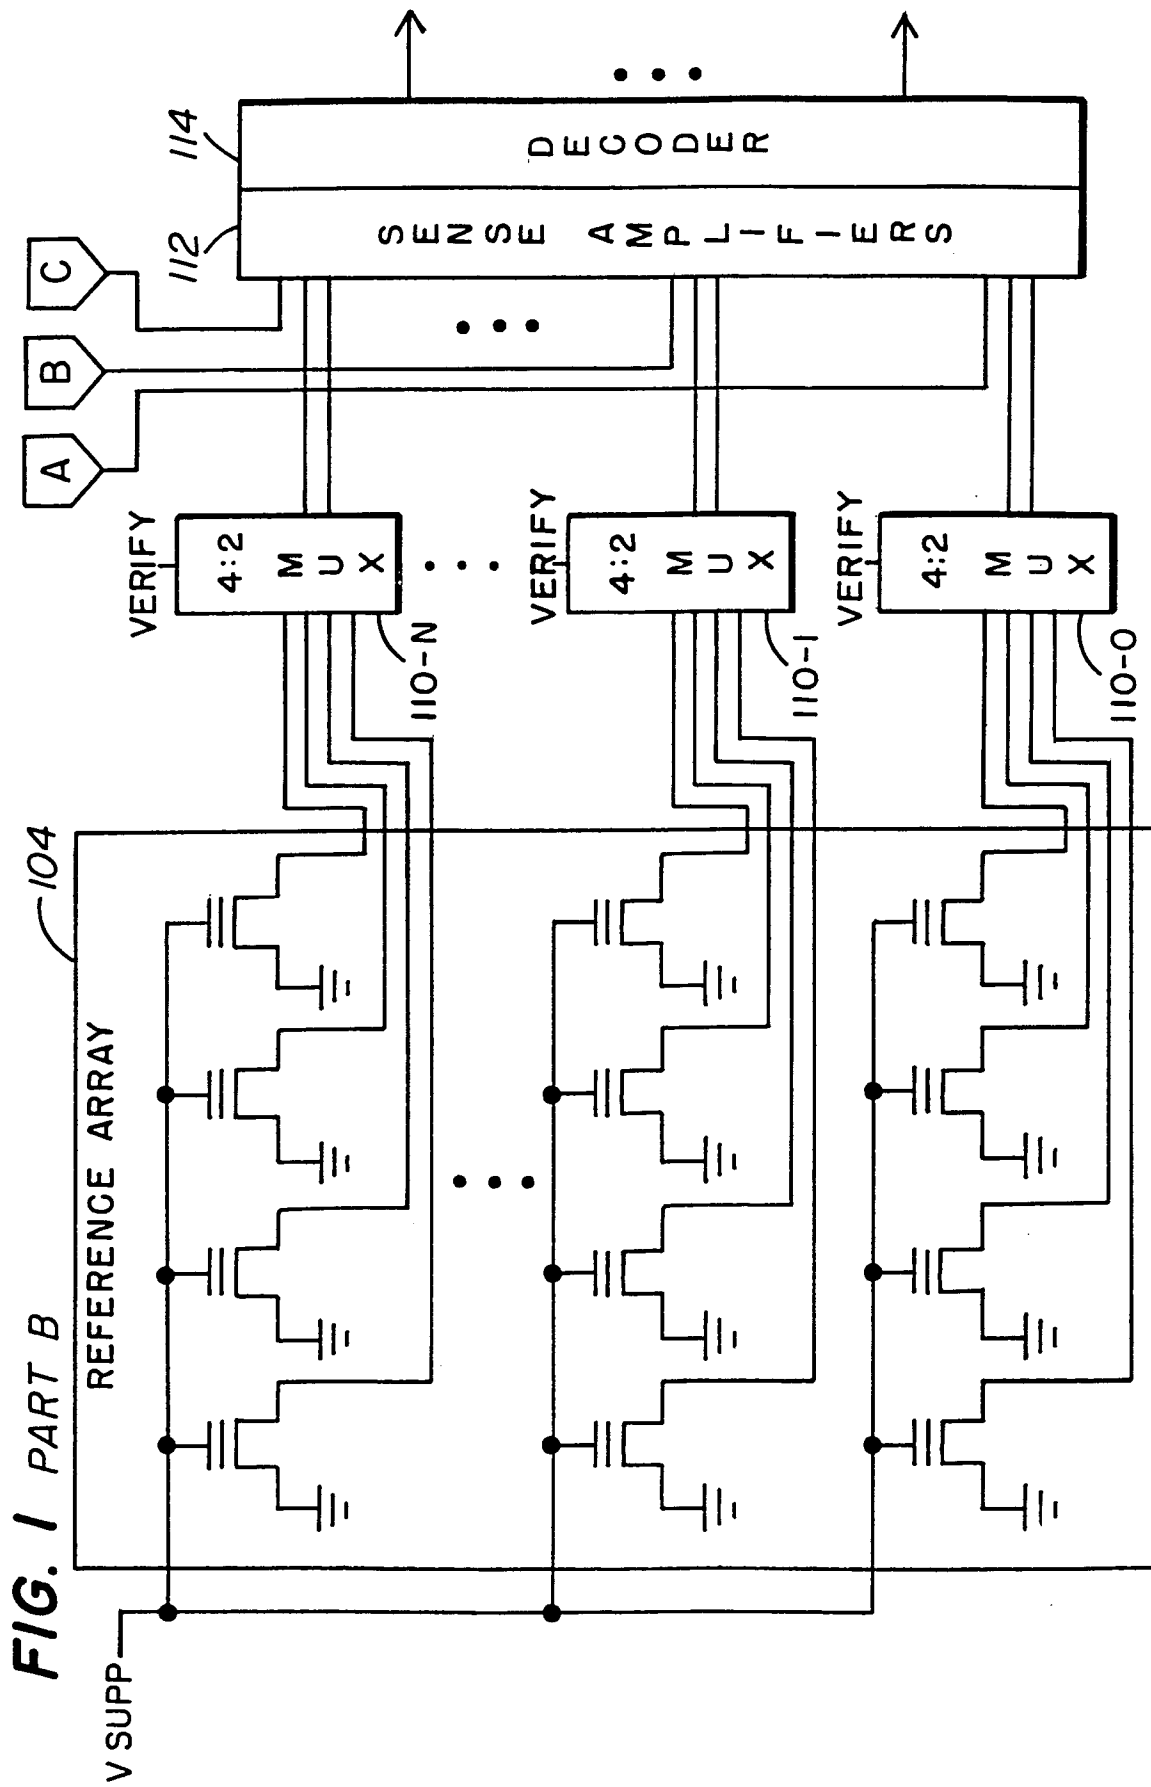 FIG. 1 PART B
V SUPP
REFERENCE ARRAY
104
VERIFY
4:2
MUX
110-N
VERIFY
4:2
MUX
110-1
VERIFY
4:2
MUX
110-0
A
B
C
112
114
SENSE AMPLIFIERS
DECODER